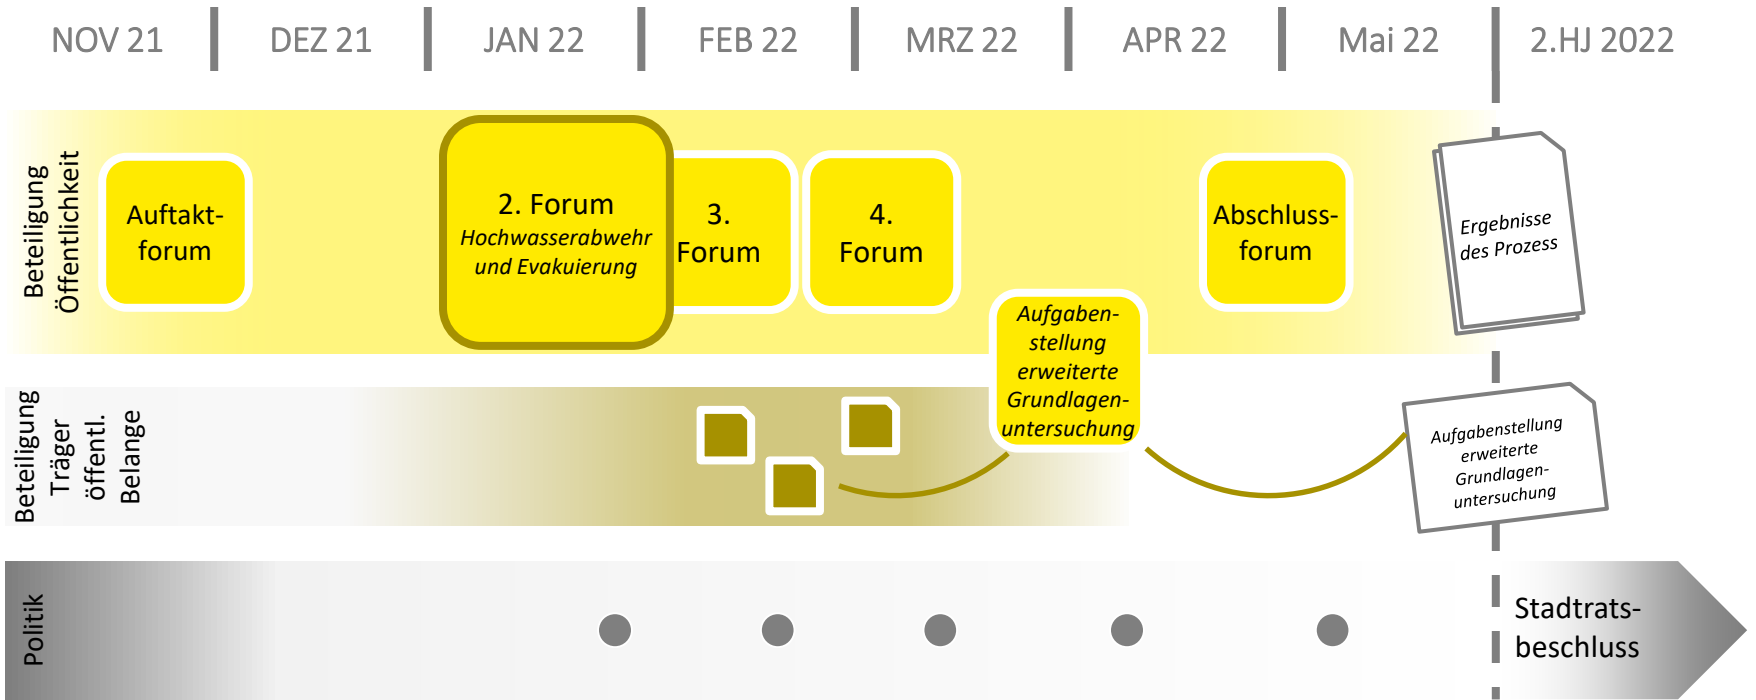 NOV 21
DEZ 21
JAN 22
FEB 22
MRZ 22
APR 22
Mai 22
2.HJ 2022
Beteiligung
Öffentlichkeit
Auftakt-
forum
2. Forum
Hochwasserabwehr
und Evakuierung
3.
Forum
4.
Forum
Abschluss-
forum
Ergebnisse
des Prozess
Aufgaben-
stellung
erweiterte
Grundlagen-
untersuchung
Beteiligung
Träger
öffentl.
Belange
Aufgabenstellung
erweiterte
Grundlagen-
untersuchung
Politik
Stadtrats-
beschluss